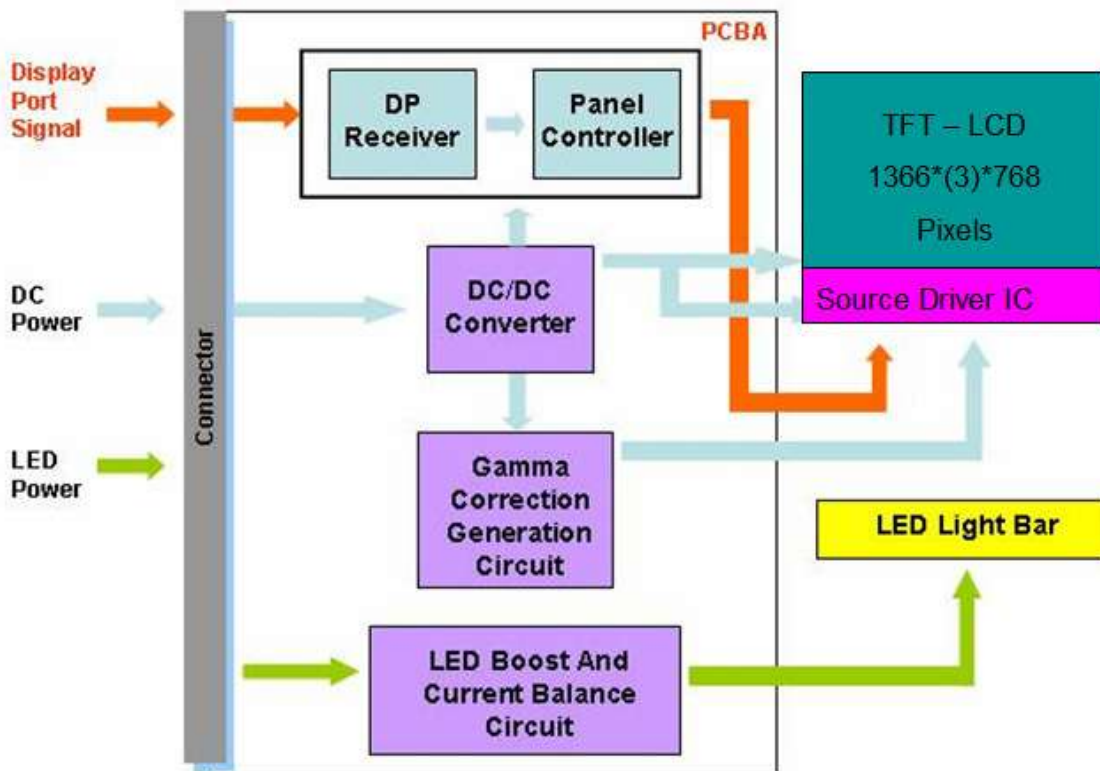 PCBA
Display
Port
Signal
DP
Receiver
Panel
Controller
TFT – LCD
1366*(3)*768
Pixels
Source Driver IC
DC
Power
DC/DC
Converter
Connector
LED
Power
Gamma
Correction
Generation
Circuit
LED Light Bar
LED Boost And
Current Balance
Circuit